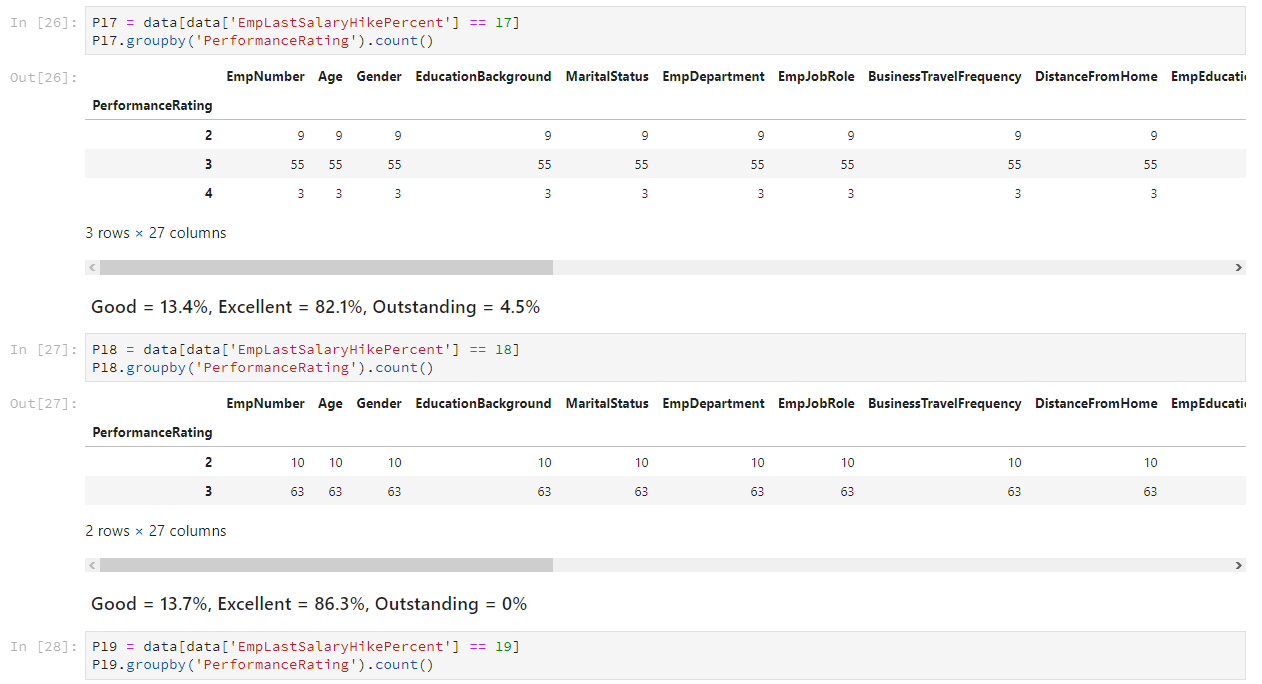 In [26]: P17 = data[data['EmpLastSalaryHikePercent'] == 17]
P17.groupby('PerformanceRating').count()
Out[26]: EmpNumber Age Gender EducationBackground MaritalStatus EmpDepartment EmpJobRole BusinessTravelFrequency DistanceFromHome EmpEducati
PerformanceRating
2 9 9 9 9 9 9 9 9 9
3 55 55 55 55 55 55 55 55 55
4 3 3 3 3 3 3 3 3 3
3 rows × 27 columns
Good = 13.4%, Excellent = 82.1%, Outstanding = 4.5%
In [27]: P18 = data[data['EmpLastSalaryHikePercent'] == 18]
P18.groupby('PerformanceRating').count()
Out[27]: EmpNumber Age Gender EducationBackground MaritalStatus EmpDepartment EmpJobRole BusinessTravelFrequency DistanceFromHome EmpEducati
PerformanceRating
2 10 10 10 10 10 10 10 10 10
3 63 63 63 63 63 63 63 63 63
2 rows × 27 columns
Good = 13.7%, Excellent = 86.3%, Outstanding = 0%
In [28]: P19 = data[data['EmpLastSalaryHikePercent'] == 19]
P19.groupby('PerformanceRating').count()